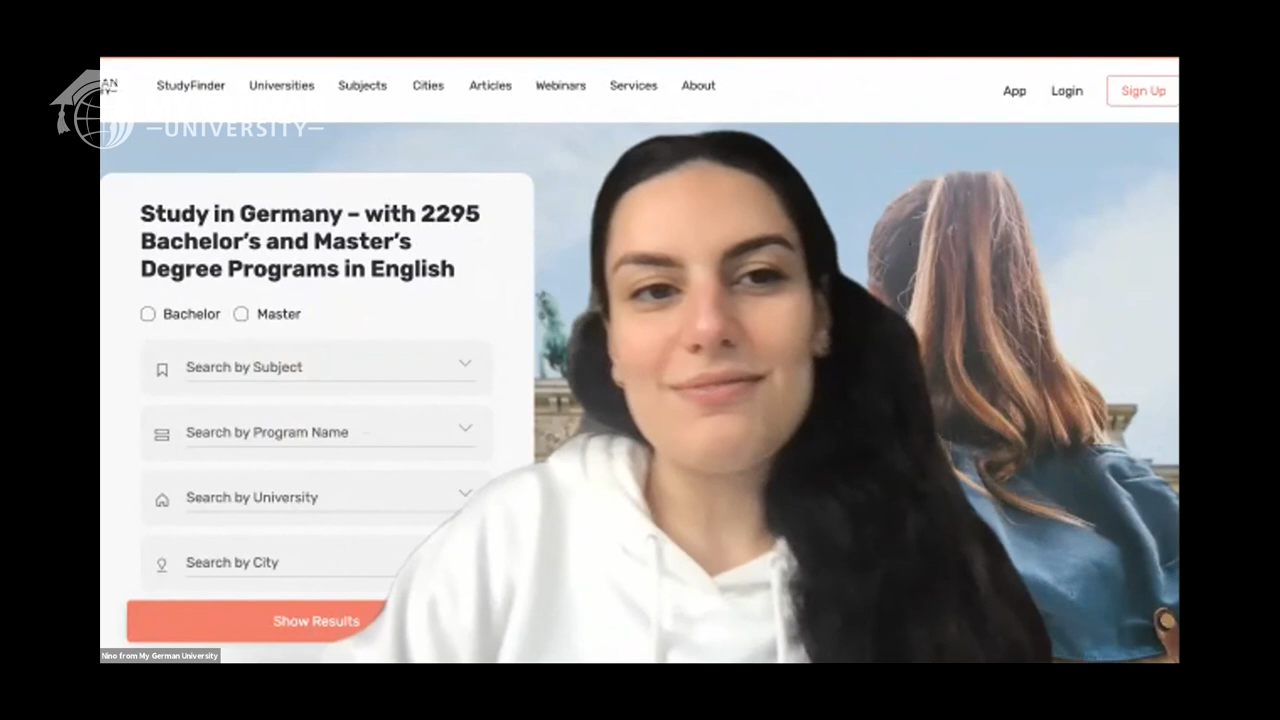 StudyFinder Universities Subjects Cities Articles Webinars Services About
App Login Sign Up
—UNIVERSITY—
Study in Germany – with 2295
Bachelor's and Master's
Degree Programs in English
Bachelor Master
Search by Subject
Search by Program Name
Search by University
Search by City
Show Results
Nino from My German University